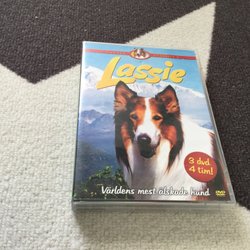 Lassie
3 dvd
4 tim!
Världens mest älskade hund